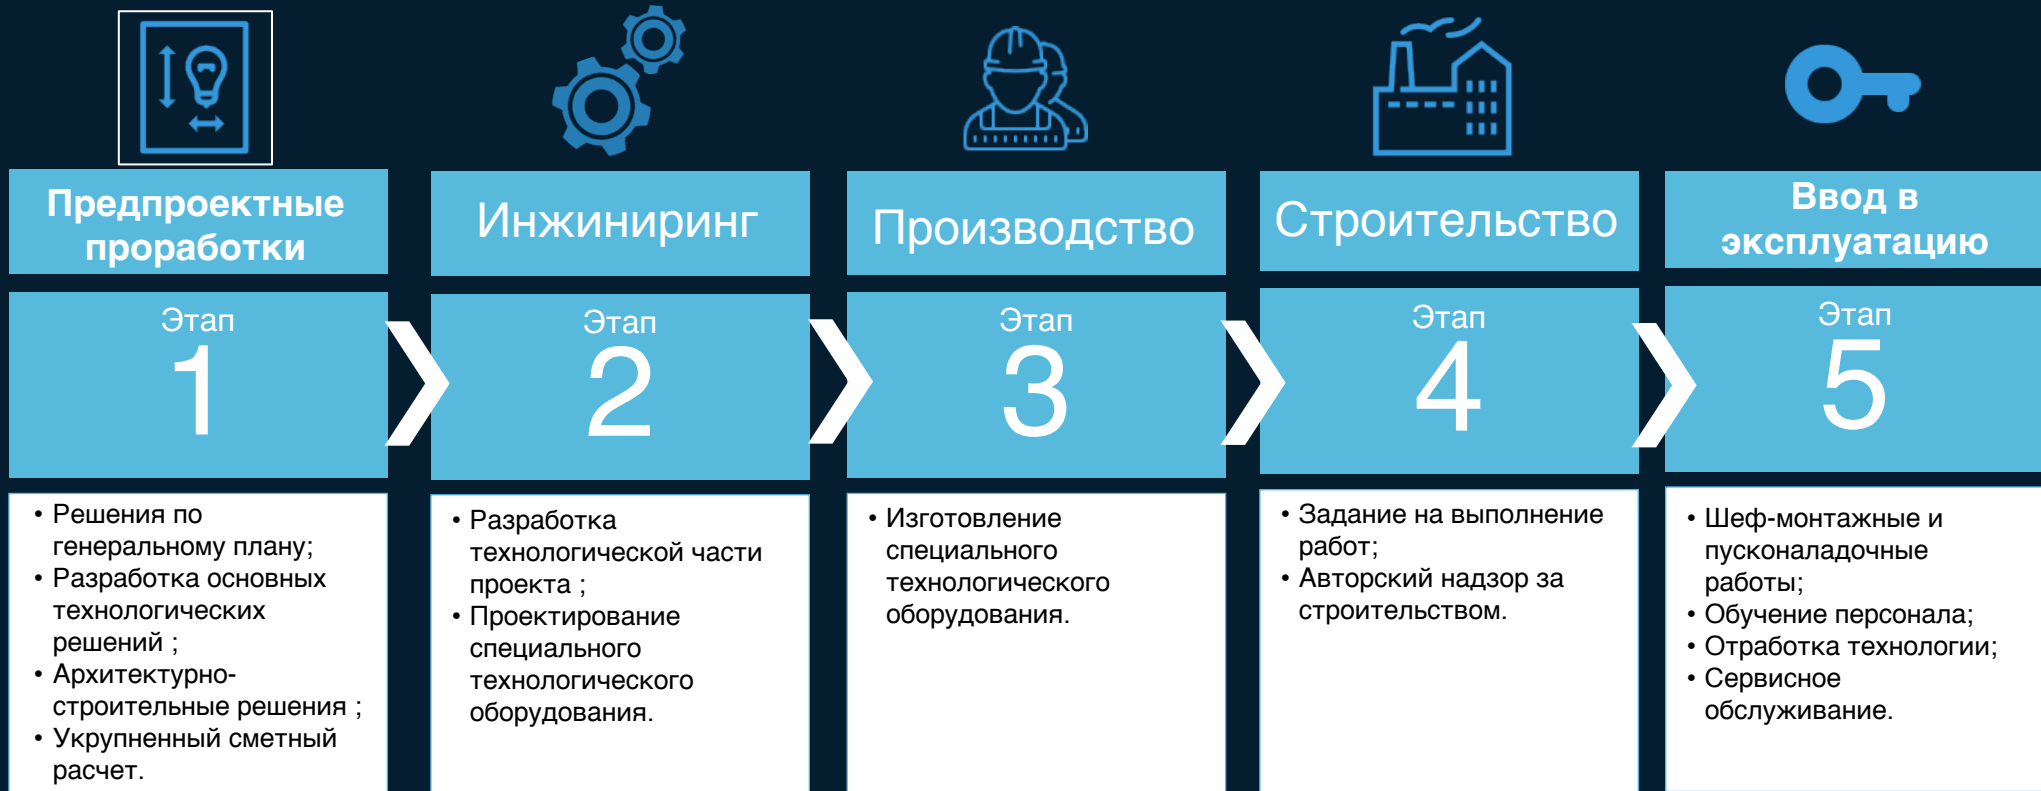 Предпроектные
проработки
Этап
1
• Решения по
генеральному плану;
• Разработка основных
технологических
решений ;
• Архитектурно-
строительные решения ;
• Укрупненный сметный
расчет.
Инжиниринг
Этап
2
• Разработка
технологической части
проекта ;
• Проектирование
специального
технологического
оборудования.
Производство
Этап
3
• Изготовление
специального
технологического
оборудования.
Строительство
Этап
4
• Задание на выполнение
работ;
• Авторский надзор за
строительством.
Ввод в
эксплуатацию
Этап
5
• Шеф-монтажные и
пусконаладочные
работы;
• Обучение персонала;
• Отработка технологии;
• Сервисное
обслуживание.